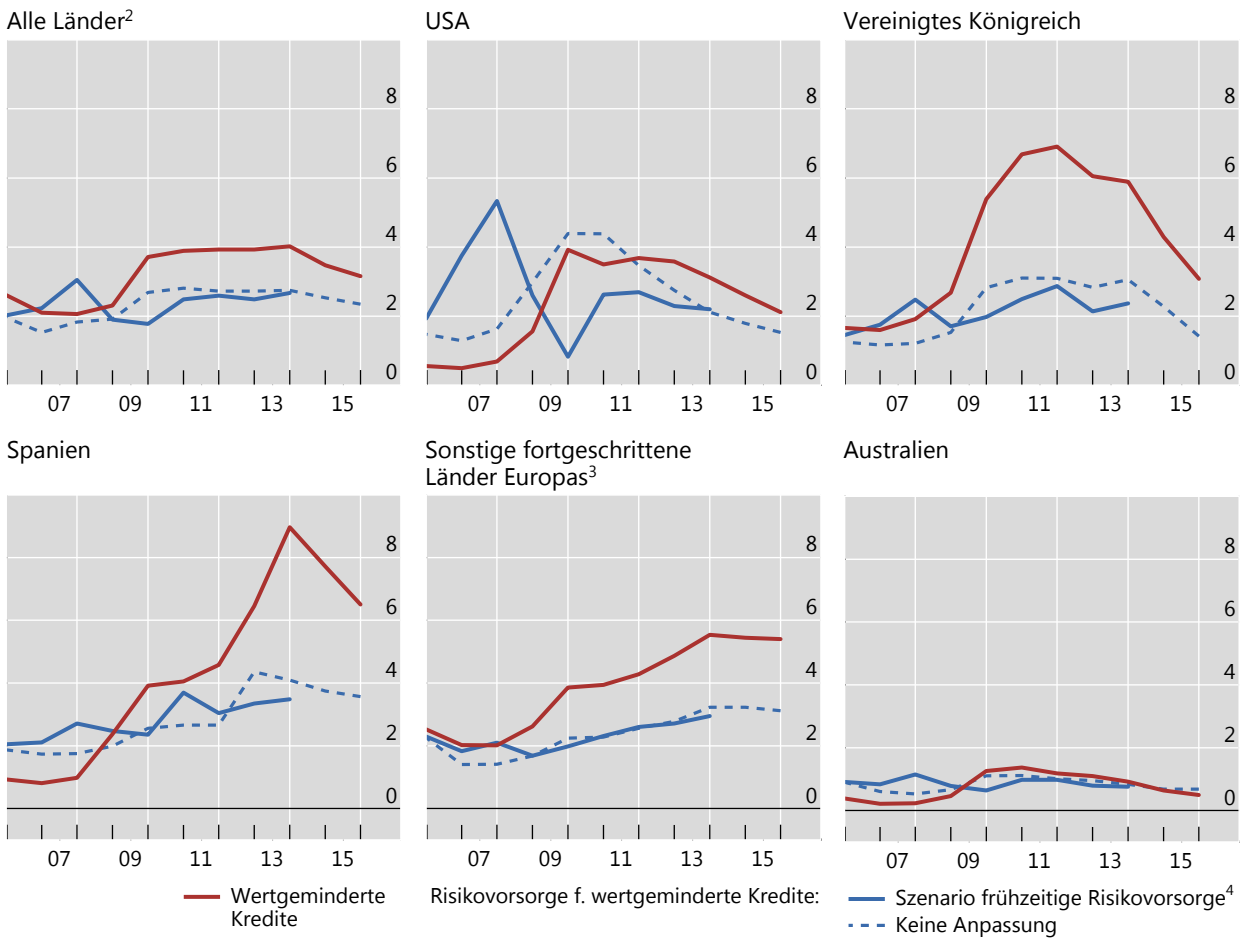 Alle Länder²
USA
Vereinigtes Königreich
8
6
4
2
0
07 09 11 13 15
8
6
4
2
0
07 09 11 13 15
8
6
4
2
0
07 09 11 13 15
Spanien
Sonstige fortgeschrittene
Länder Europas³
Australien
8
6
4
2
0
07 09 11 13 15
8
6
4
2
0
07 09 11 13 15
8
6
4
2
0
07 09 11 13 15
Wertgeminderte
Kredite
Risikovorsorge f. wertgeminderte Kredite:
Szenario frühzeitige Risikovorsorge⁴
Keine Anpassung